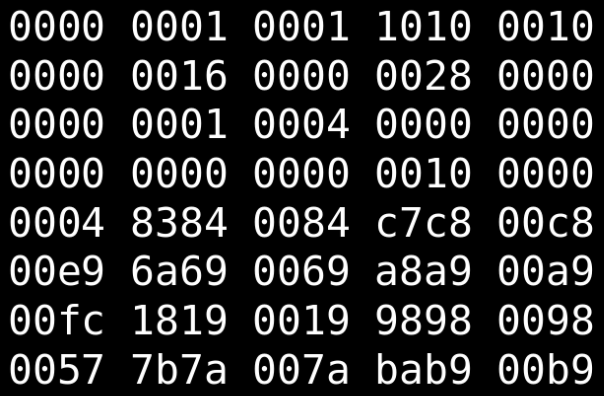 0000 0001 0001 1010 0010
0000 0016 0000 0028 0000
0000 0001 0004 0000 0000
0000 0000 0000 0010 0000
0004 8384 0084 c7c8 00c8
00e9 6a69 0069 a8a9 00a9
00fc 1819 0019 9898 0098
0057 7b7a 007a bab9 00b9